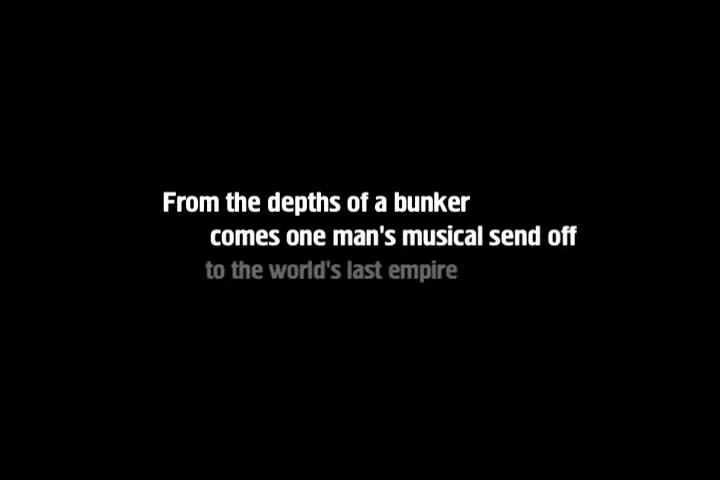 From the depths of a bunker
comes one man's musical send off
to the world's last empire